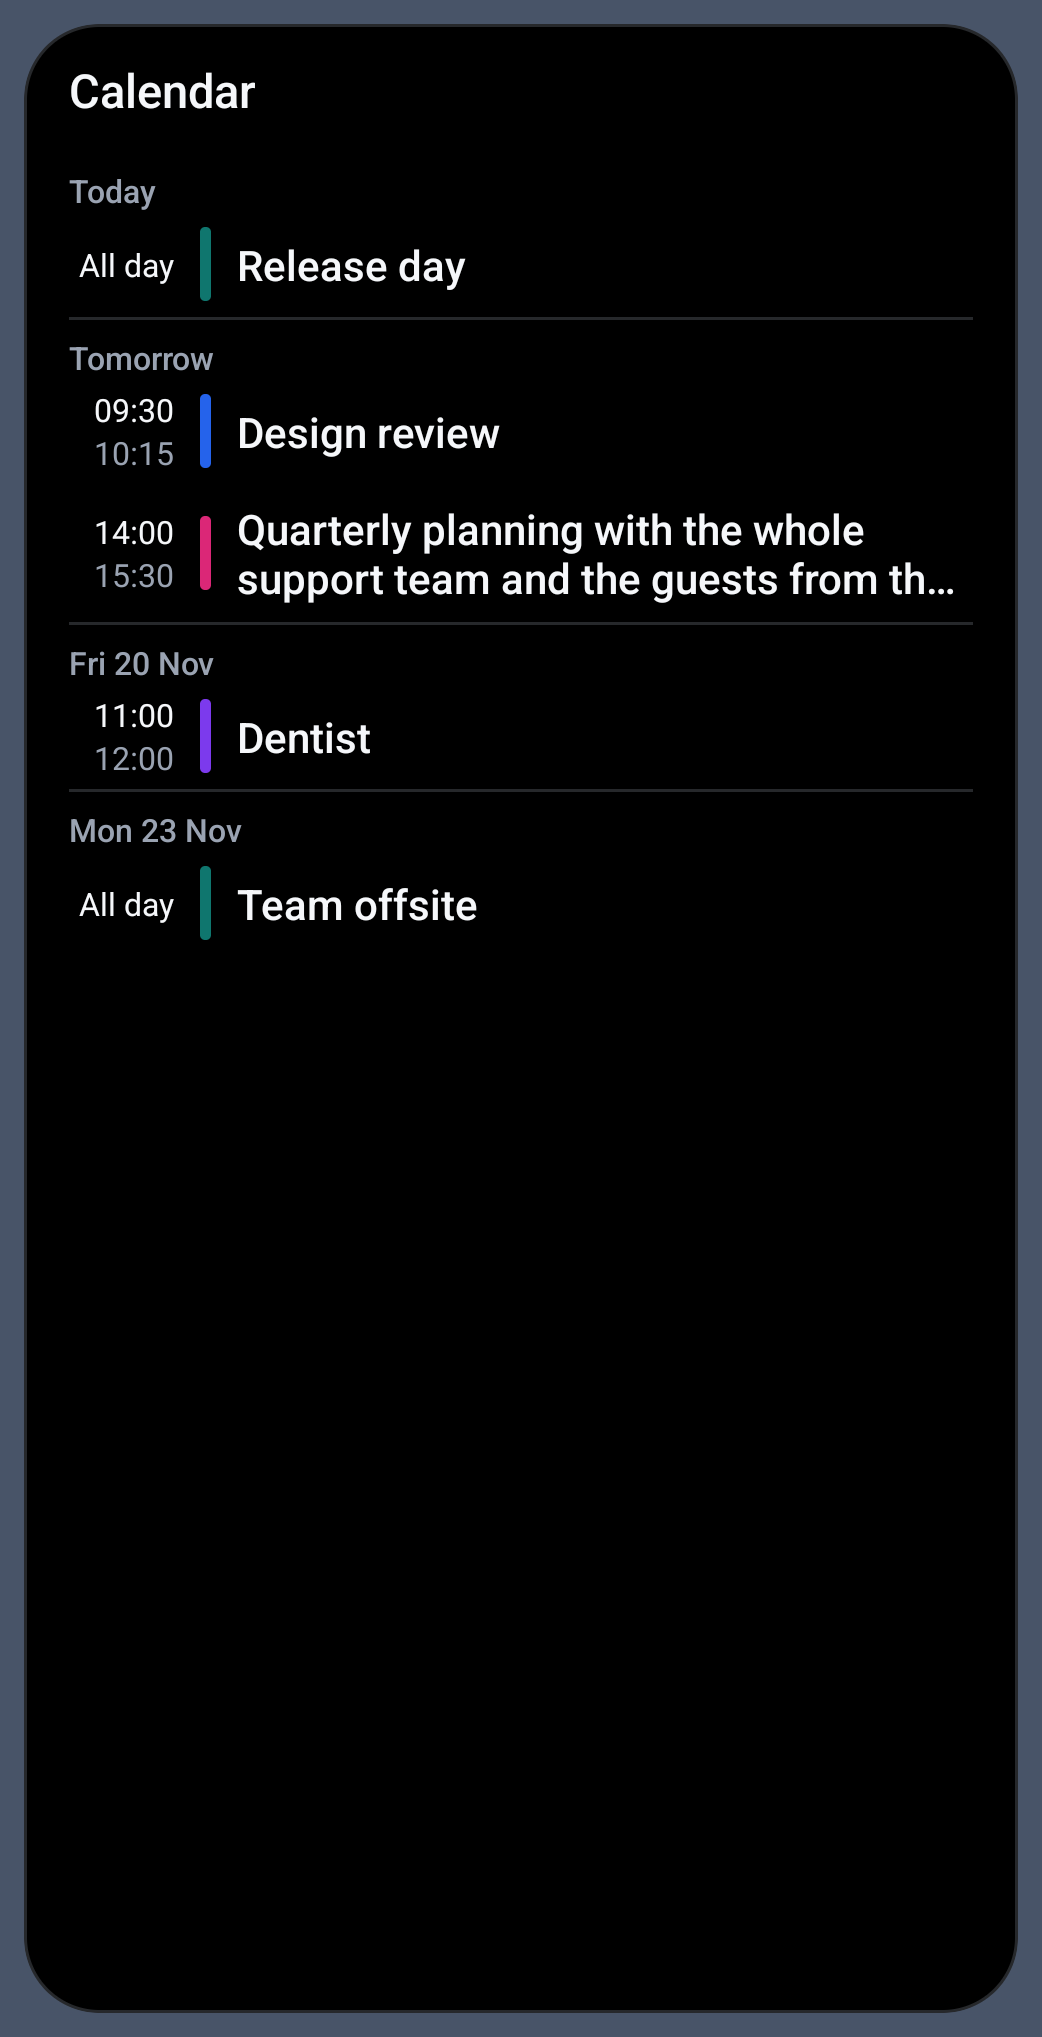 Calendar
Today
All day
Release day
Tomorrow
09:30
10:15
Design review
14:00
15:30
Quarterly planning with the whole
support team and the guests from th…
Fri 20 Nov
11:00
12:00
Dentist
Mon 23 Nov
All day
Team offsite